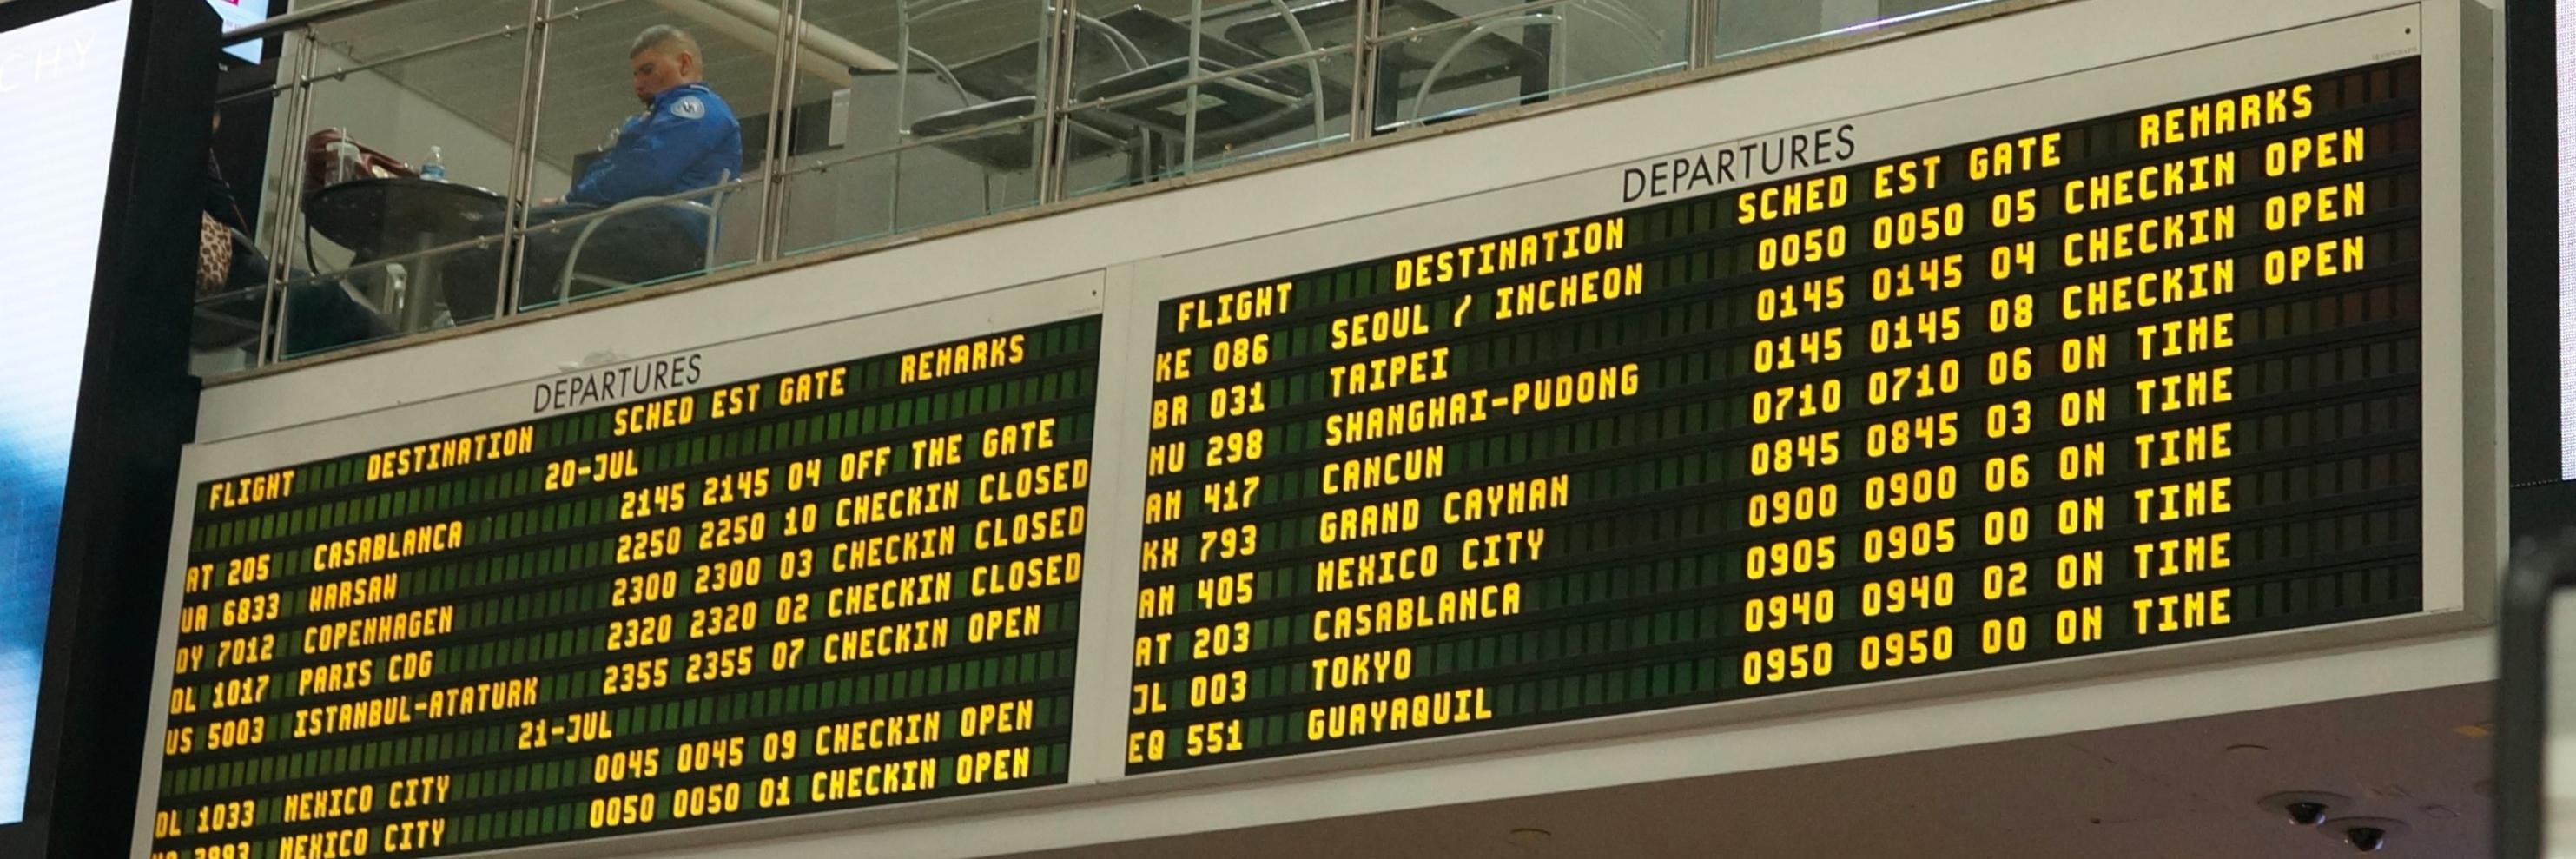 CHY
DEPARTURES
FLIGHT DESTINATION SCHED EST GATE REMARKS
20-JUL
AT 205 CASABLANCA 2145 2145 04 OFF THE GATE
UA 6833 WARSAW 2250 2250 10 CHECKIN CLOSED
DY 7012 COPENHAGEN 2300 2300 03 CHECKIN CLOSED
DL 1017 PARIS CDG 2320 2320 02 CHECKIN CLOSED
US 5003 ISTANBUL-ATATURK 2355 2355 07 CHECKIN OPEN
21-JUL
DL 1033 MEXICO CITY 0045 0045 09 CHECKIN OPEN
MEXICO CITY 0050 0050 01 CHECKIN OPEN
DEPARTURES
FLIGHT DESTINATION SCHED EST GATE REMARKS
KE 086 SEOUL / INCHEON 0050 0050 05 CHECKIN OPEN
BR 031 TAIPEI 0145 0145 04 CHECKIN OPEN
MU 298 SHANGHAI-PUDONG 0145 0145 08 CHECKIN OPEN
AM 417 CANCUN 0710 0710 06 ON TIME
KX 793 GRAND CAYMAN 0845 0845 03 ON TIME
AM 405 MEXICO CITY 0900 0900 06 ON TIME
AT 203 CASABLANCA 0905 0905 00 ON TIME
JL 003 TOKYO 0940 0940 02 ON TIME
EQ 551 GUAYAQUIL 0950 0950 00 ON TIME